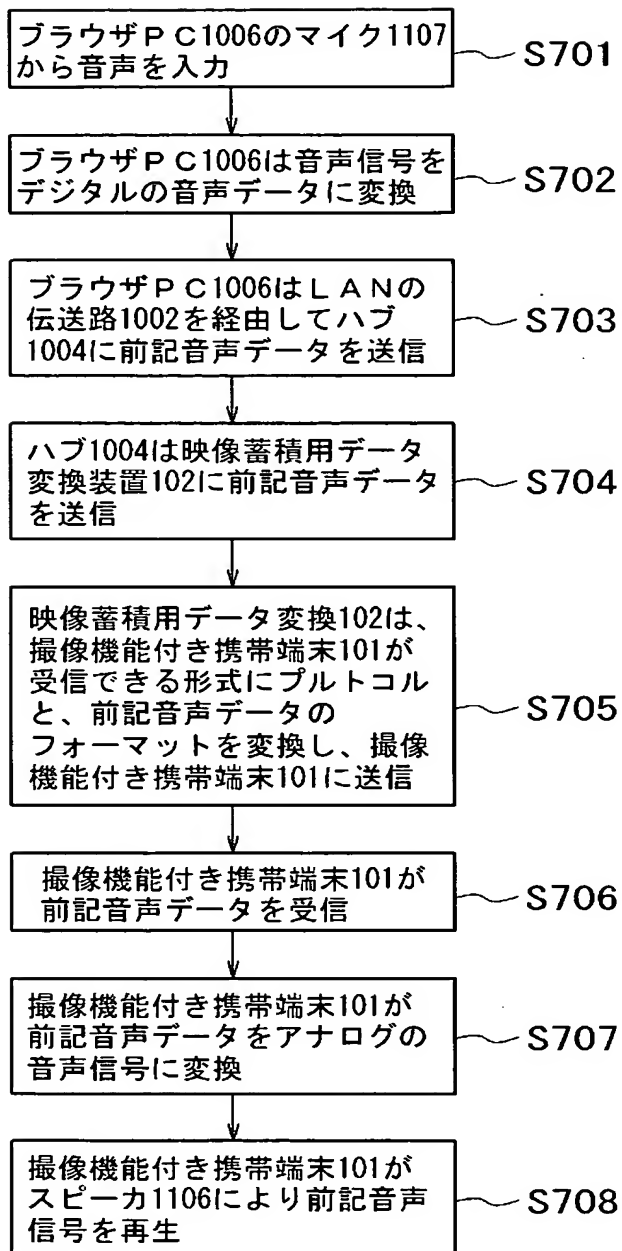 ブラウザＰＣ1006のマイク1107
から音声を入力
S701
ブラウザＰＣ1006は音声信号を
デジタルの音声データに変換
S702
ブラウザＰＣ1006はＬＡＮの
伝送路1002を経由してハブ
1004に前記音声データを送信
S703
ハブ1004は映像蓄積用データ
変換装置102に前記音声データ
を送信
S704
映像蓄積用データ変換102は、
撮像機能付き携帯端末101が
受信できる形式にプルトコル
と、前記音声データの
フォーマットを変換し、撮像
機能付き携帯端末101に送信
S705
撮像機能付き携帯端末101が
前記音声データを受信
S706
撮像機能付き携帯端末101が
前記音声データをアナログの
音声信号に変換
S707
撮像機能付き携帯端末101が
スピーカ1106により前記音声
信号を再生
S708